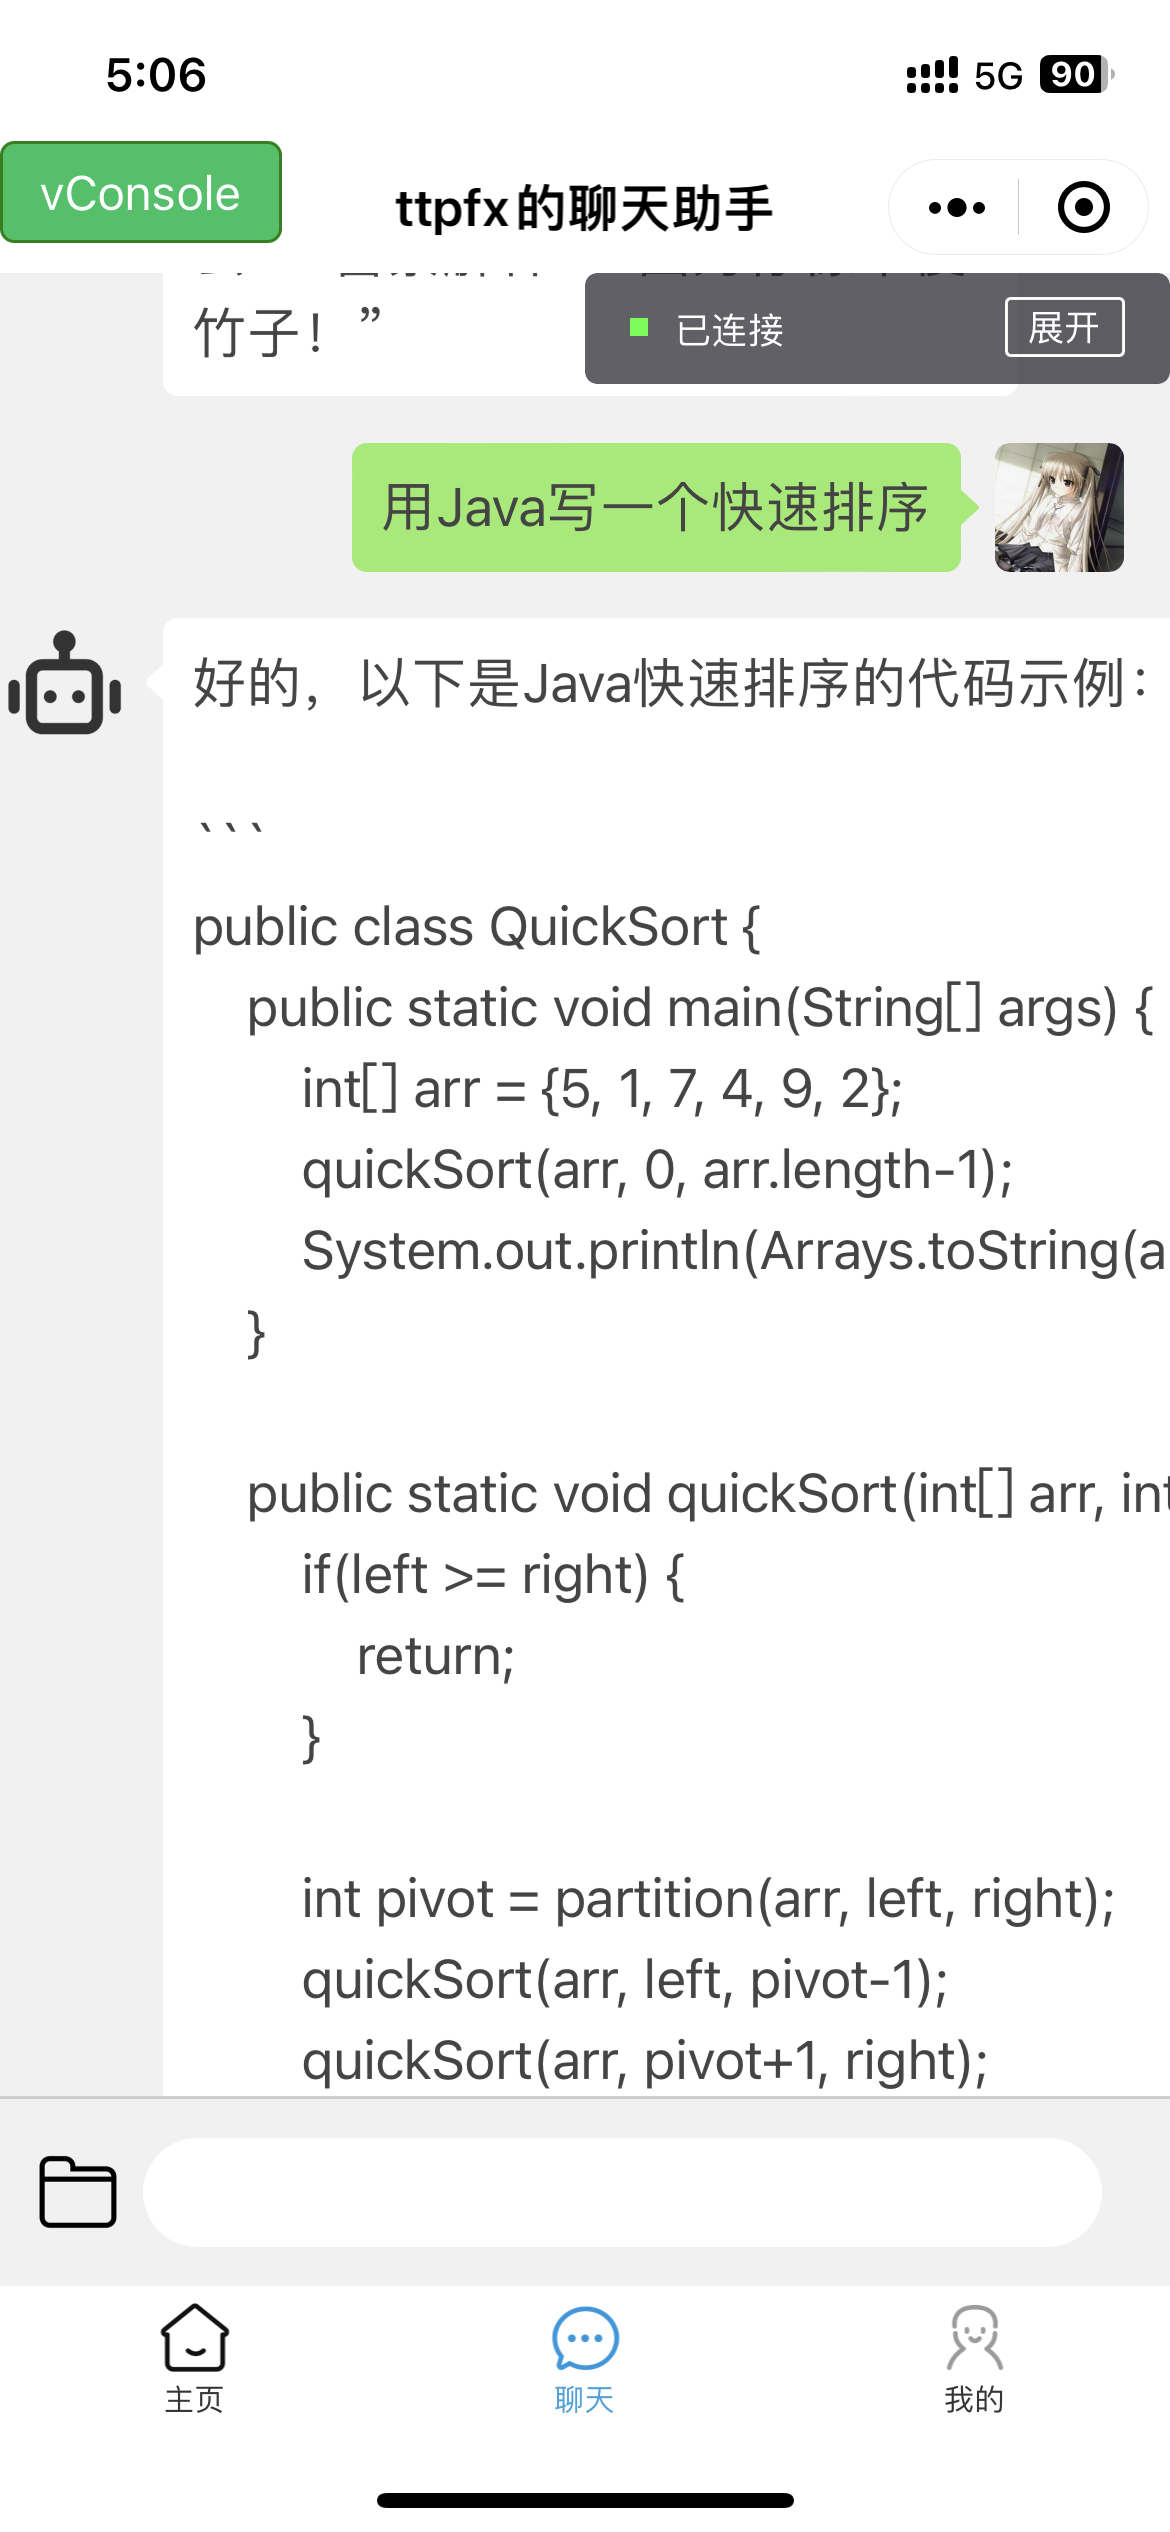 5:06
5G 90
vConsole
ttpfx的聊天助手
竹子！”
已连接
展开
用Java写一个快速排序
好的，以下是Java快速排序的代码示例：
```
public class QuickSort {
public static void main(String[] args) {
int[] arr = {5, 1, 7, 4, 9, 2};
quickSort(arr, 0, arr.length-1);
System.out.println(Arrays.toString(a
}
public static void quickSort(int[] arr, int
if(left >= right) {
return;
}
int pivot = partition(arr, left, right);
quickSort(arr, left, pivot-1);
quickSort(arr, pivot+1, right);
主页
聊天
我的